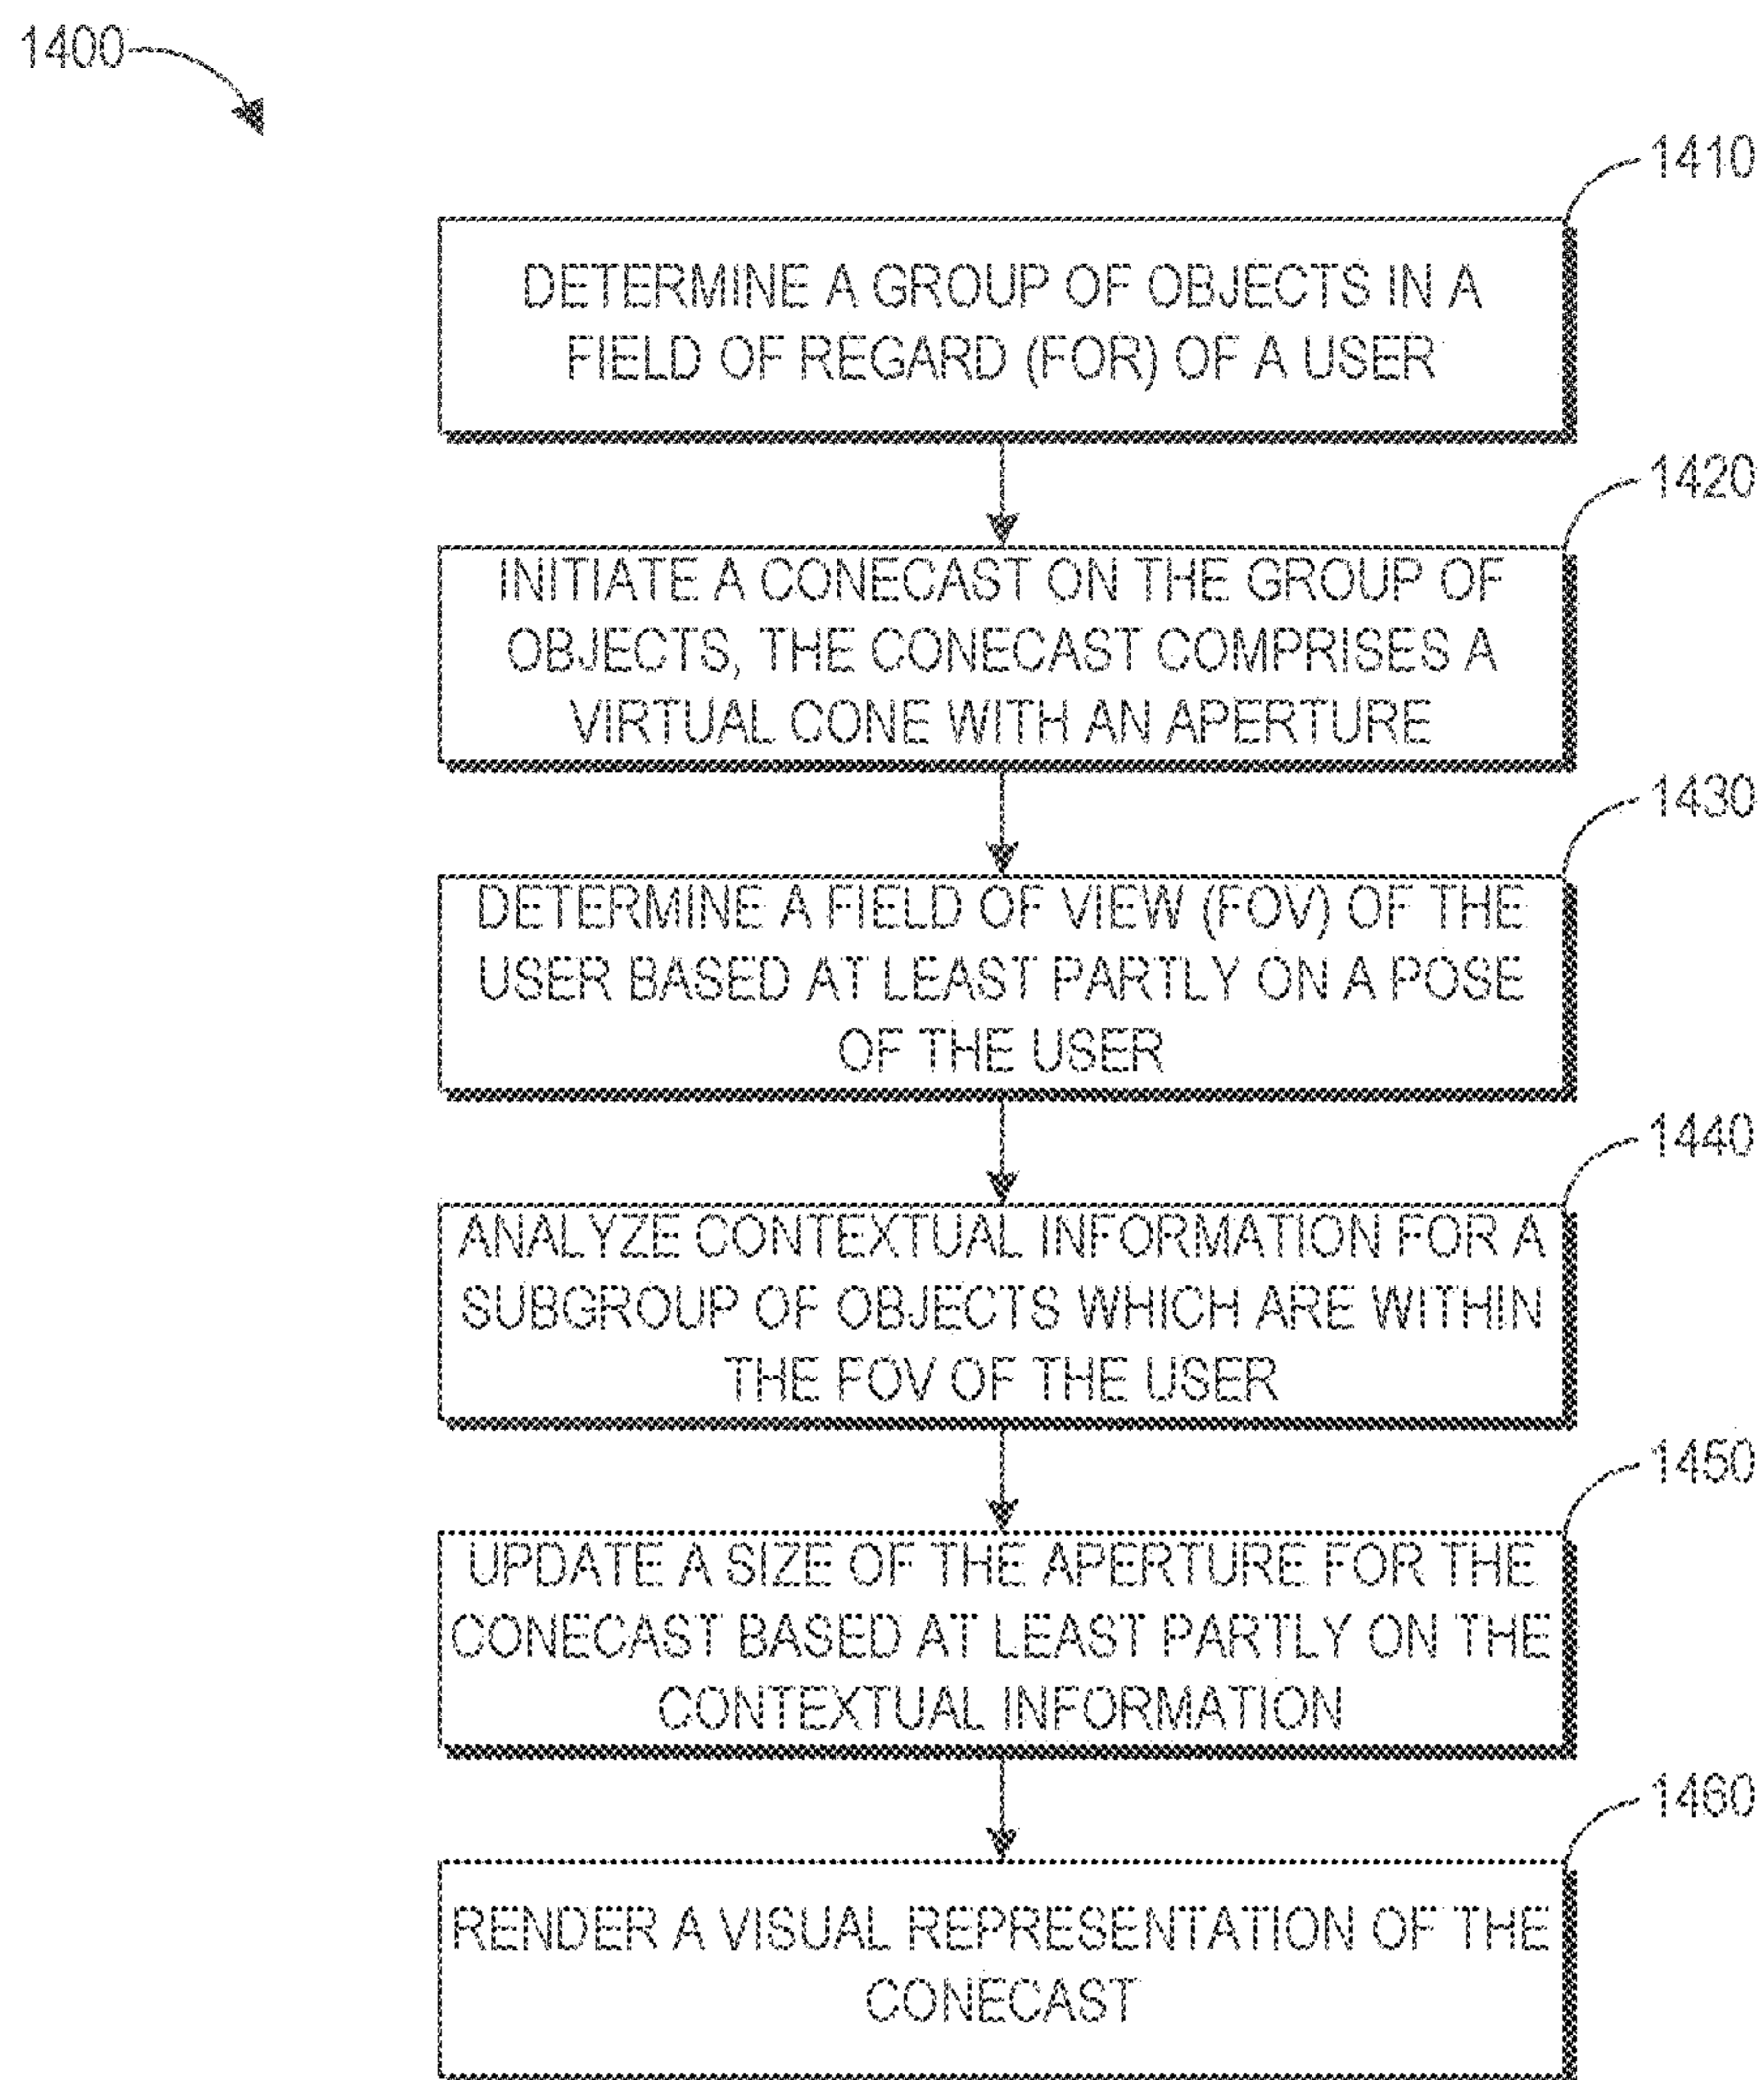 1400
1410
DETERMINE A GROUP OF OBJECTS IN A
FIELD OF REGARD (FOR) OF A USER
1420
INITIATE A CONECAST ON THE GROUP OF
OBJECTS, THE CONECAST COMPRISES A
VIRTUAL CONE WITH AN APERTURE
1430
DETERMINE A FIELD OF VIEW (FOV) OF THE
USER BASED AT LEAST PARTLY ON A POSE
OF THE USER
1440
ANALYZE CONTEXTUAL INFORMATION FOR A
SUBGROUP OF OBJECTS WHICH ARE WITHIN
THE FOV OF THE USER
1450
UPDATE A SIZE OF THE APERTURE FOR THE
CONECAST BASED AT LEAST PARTLY ON THE
CONTEXTUAL INFORMATION
1460
RENDER A VISUAL REPRESENTATION OF THE
CONECAST